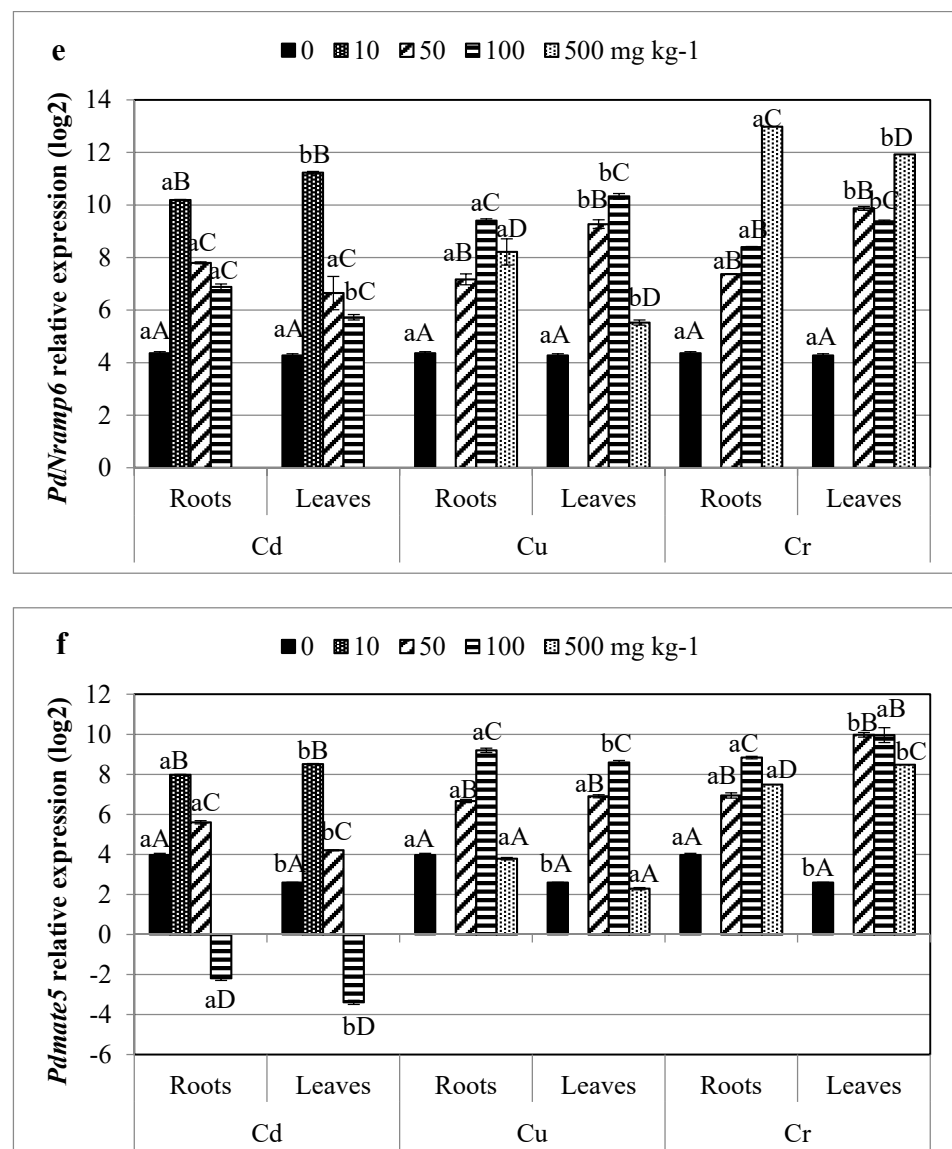 e
0 10 50 100 500 mg kg-1
PdNramp6 relative expression (log2)
14
12
10
8
6
4
2
0
aA aB aC aC
aA bB aC bC
aA aB aC aD
aA bB bC bD
aA aB aB aC
aA bB bC bD
Roots Leaves Roots Leaves Roots Leaves
Cd Cu Cr
f
0 10 50 100 500 mg kg-1
Pdmate5 relative expression (log2)
12
10
8
6
4
2
0
-2
-4
-6
aA aB aC aD
bA bB bC bD
aA aB aC aA
bA aB bC aA
aA aB aC aD
bA bB aB bC
Roots Leaves Roots Leaves Roots Leaves
Cd Cu Cr